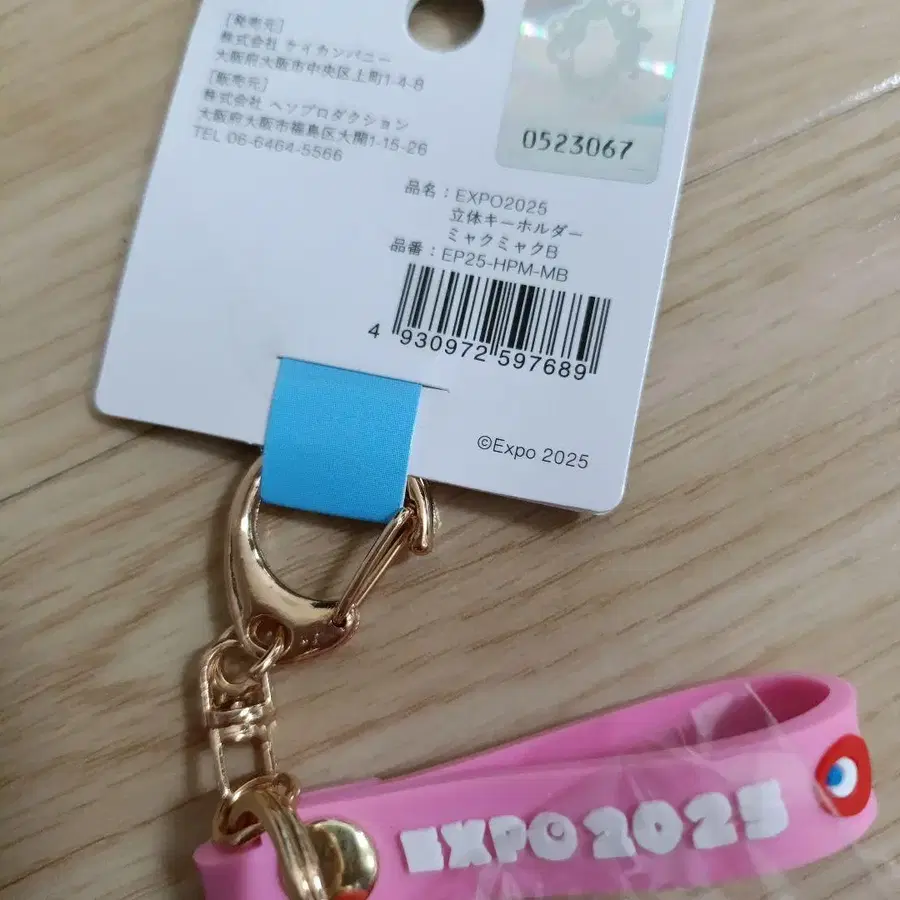 [発売元]
株式会社 ケイカンパニー
大阪府大阪市中央区上町1-4-8
[販売元]
株式会社 ヘソプロダクション
大阪府大阪市福島区大開1-15-26
TEL 06-6464-5566
0523067
品名：EXPO2025
立体キーホルダー
ミャクミャクB
品番：EP25-HPM-MB
4 930972 597689
©Expo 2025
EXPO2025